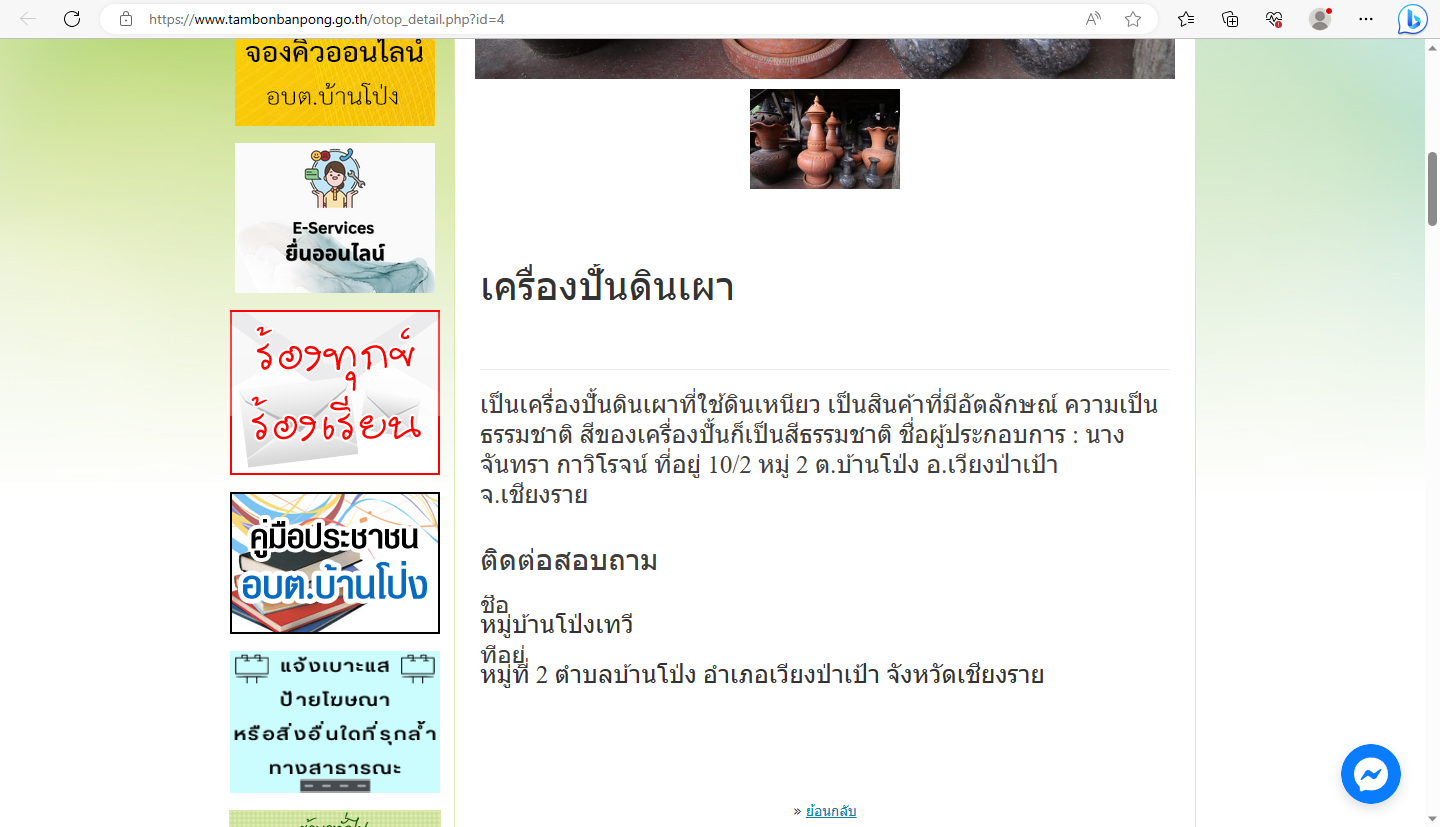 https://www.tambonbanpong.go.th/otop_detail.php?id=4
จองคิวออนไลน์
อบต.บ้านโป่ง
E-Services
ยื่นออนไลน์
ร้องทุกข์
ร้องเรียน
คู่มือประชาชน
อบต.บ้านโป่ง
แจ้งเบาะแส
ป้ายโฆษณา
หรือสิ่งอื่นใดที่รุกล้ำ
ทางสาธารณะ
เครื่องปั้นดินเผา
เป็นเครื่องปั้นดินเผาที่ใช้ดินเหนียว เป็นสินค้าที่มีอัตลักษณ์ ความเป็น
ธรรมชาติ สีของเครื่องปั้นก็เป็นสีธรรมชาติ ชื่อผู้ประกอบการ : นาง
จันทรา กาวิโรจน์ ที่อยู่ 10/2 หมู่ 2 ต.บ้านโป่ง อ.เวียงป่าเป้า
จ.เชียงราย
ติดต่อสอบถาม
ชื่อ
หมู่บ้านโป่งเทวี
ที่อยู่
หมู่ที่ 2 ตำบลบ้านโป่ง อำเภอเวียงป่าเป้า จังหวัดเชียงราย
» ย้อนกลับ